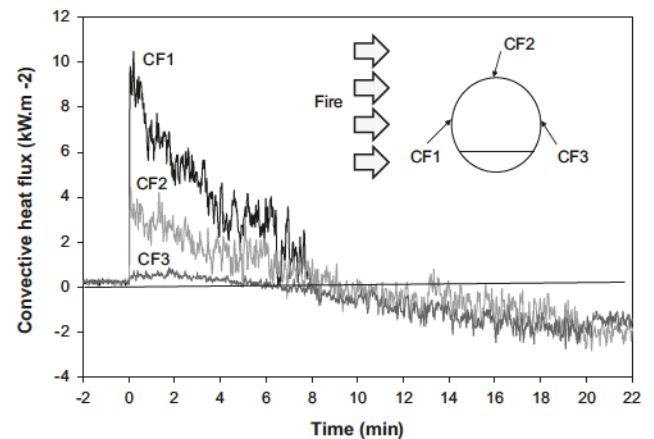 12
10
8
6
4
2
0
-2
-4
Convective heat flux (kW.m -2)
CF1
CF2
CF3
Fire
CF2
CF1
CF3
-2 0 2 4 6 8 10 12 14 16 18 20 22
Time (min)